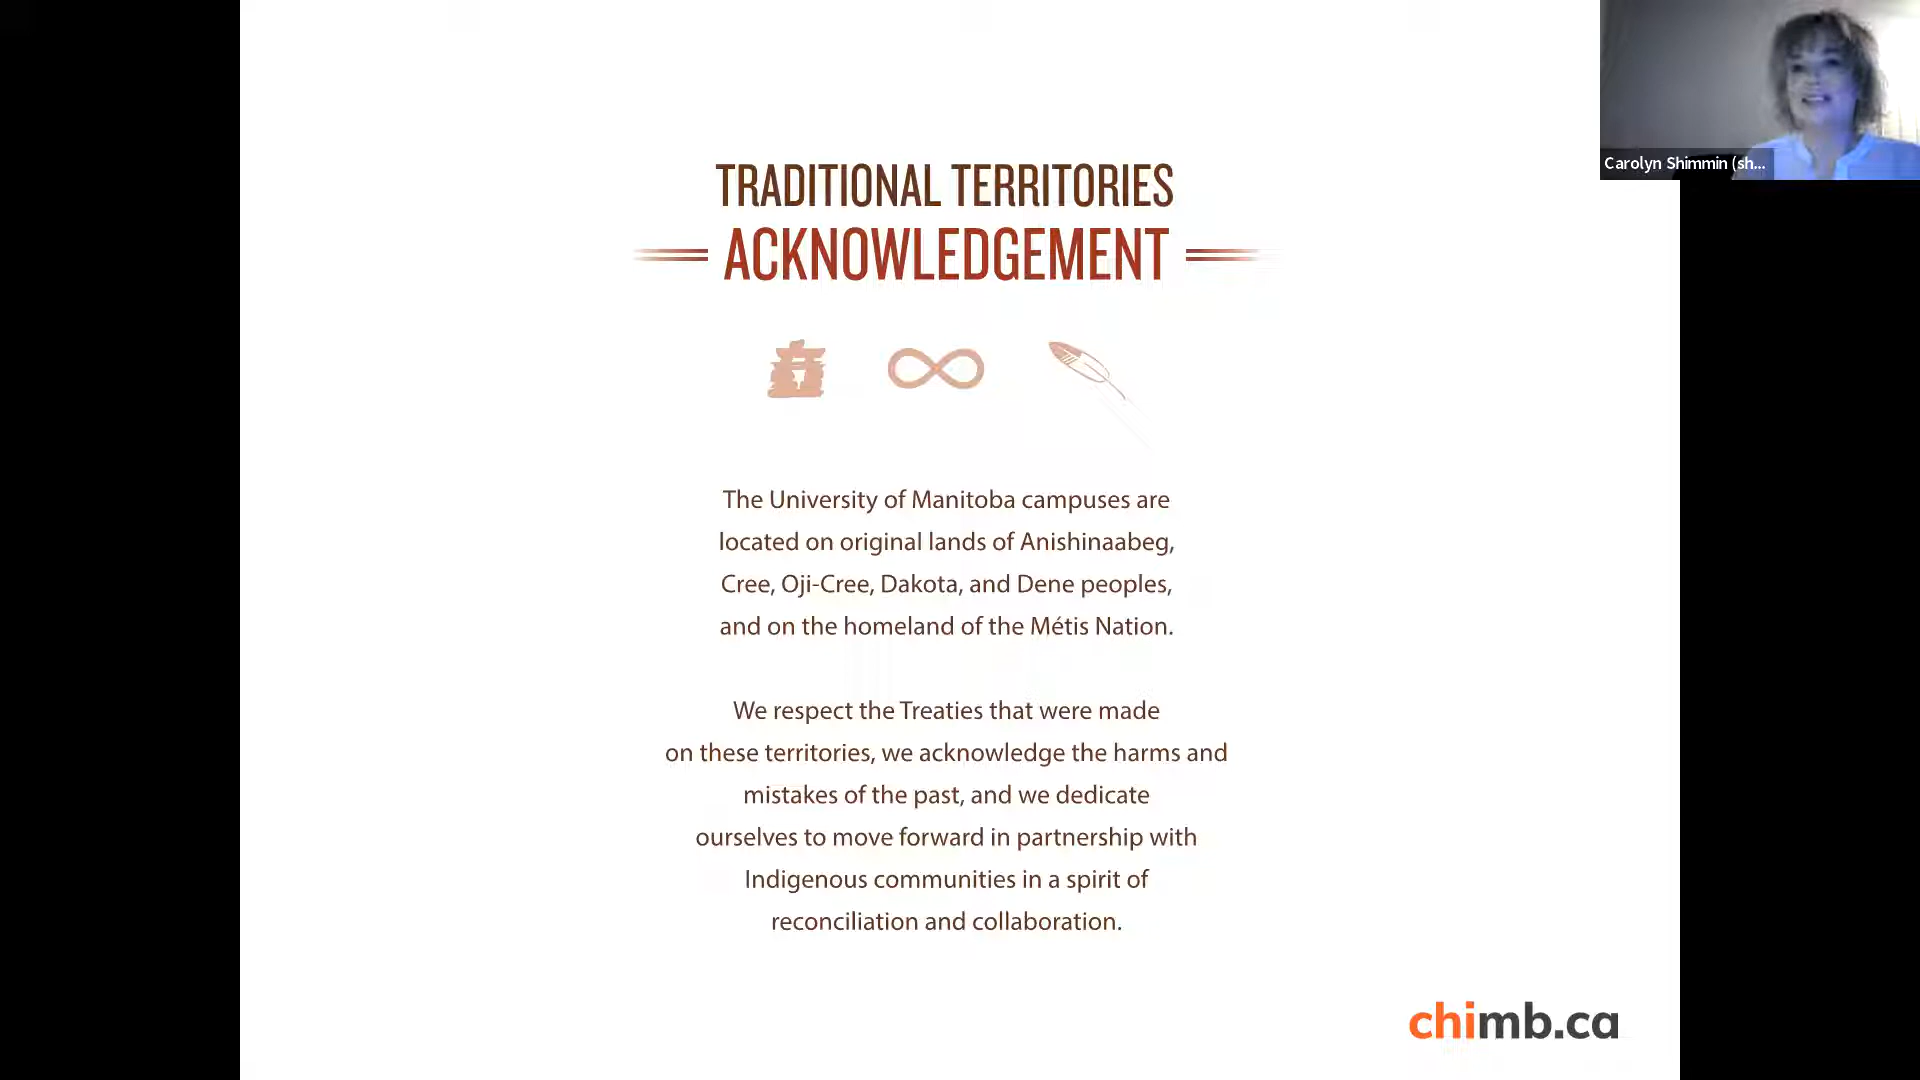 Carolyn Shimmin (sh...
TRADITIONAL TERRITORIES
ACKNOWLEDGEMENT
The University of Manitoba campuses are
located on original lands of Anishinaabeg,
Cree, Oji-Cree, Dakota, and Dene peoples,
and on the homeland of the Métis Nation.
We respect the Treaties that were made
on these territories, we acknowledge the harms and
mistakes of the past, and we dedicate
ourselves to move forward in partnership with
Indigenous communities in a spirit of
reconciliation and collaboration.
chimb.ca